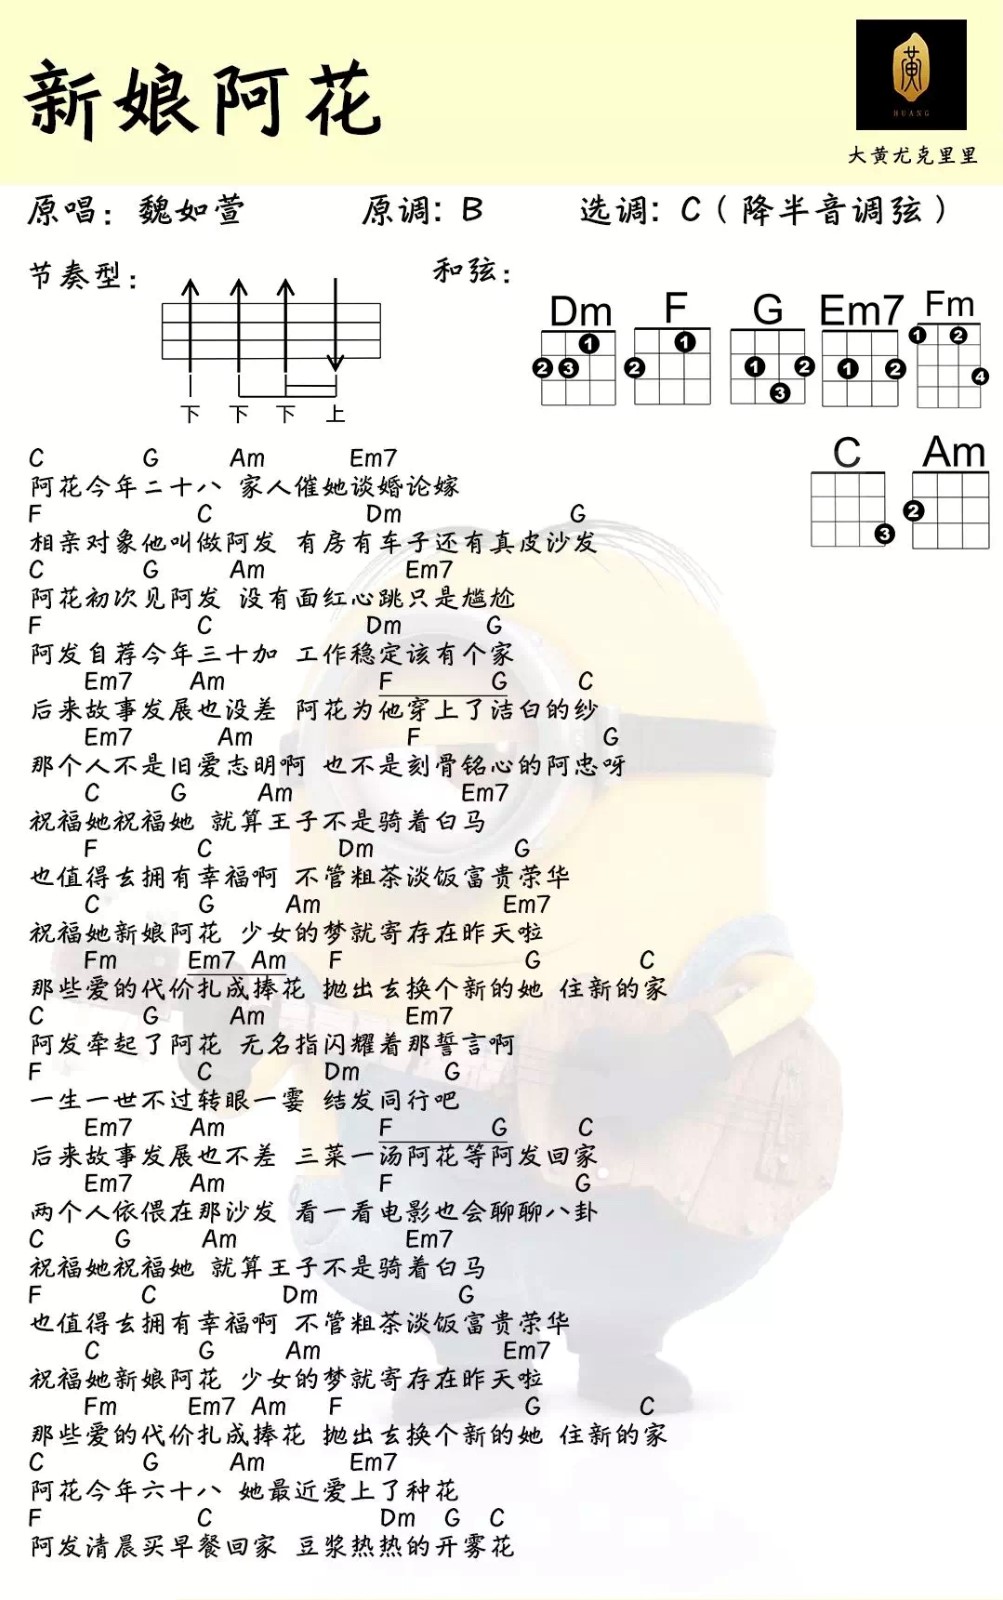 新娘阿花
HUANG
大黄尤克里里
原唱：魏如萱 原调: B 选调: C（降半音调弦）
节奏型： 和弦：
Dm F G Em7 Fm
下 下 下 上
C Am
C G Am Em7
阿花今年二十八 家人催她谈婚论嫁
F C Dm G
相亲对象他叫做阿发 有房有车子还有真皮沙发
C G Am Em7
阿花初次见阿发 没有面红心跳只是尴尬
F C Dm G
阿发自荐今年三十加 工作稳定该有个家
Em7 Am F G C
后来故事发展也没差 阿花为他穿上了洁白的纱
Em7 Am F G
那个人不是旧爱志明啊 也不是刻骨铭心的阿忠呀
C G Am Em7
祝福她祝福她 就算王子不是骑着白马
F C Dm G
也值得去拥有幸福啊 不管粗茶淡饭富贵荣华
C G Am Em7
祝福她新娘阿花 少女的梦就寄存在昨天啦
Fm Em7 Am F G C
那些爱的代价扎成捧花 抛出去换个新的她 住新的家
C G Am Em7
阿发牵起了阿花 无名指闪耀着那誓言啊
F C Dm G
一生一世不过转眼一霎 结发同行吧
Em7 Am F G C
后来故事发展也不差 三菜一汤阿花等阿发回家
Em7 Am F G
两个人依偎在那沙发 看一看电影也会聊聊八卦
C G Am Em7
祝福她祝福她 就算王子不是骑着白马
F C Dm G
也值得去拥有幸福啊 不管粗茶淡饭富贵荣华
C G Am Em7
祝福她新娘阿花 少女的梦就寄存在昨天啦
Fm Em7 Am F G C
那些爱的代价扎成捧花 抛出去换个新的她 住新的家
C G Am Em7
阿花今年六十八 她最近爱上了种花
F C Dm G C
阿发清晨买早餐回家 豆浆热热的开雾花